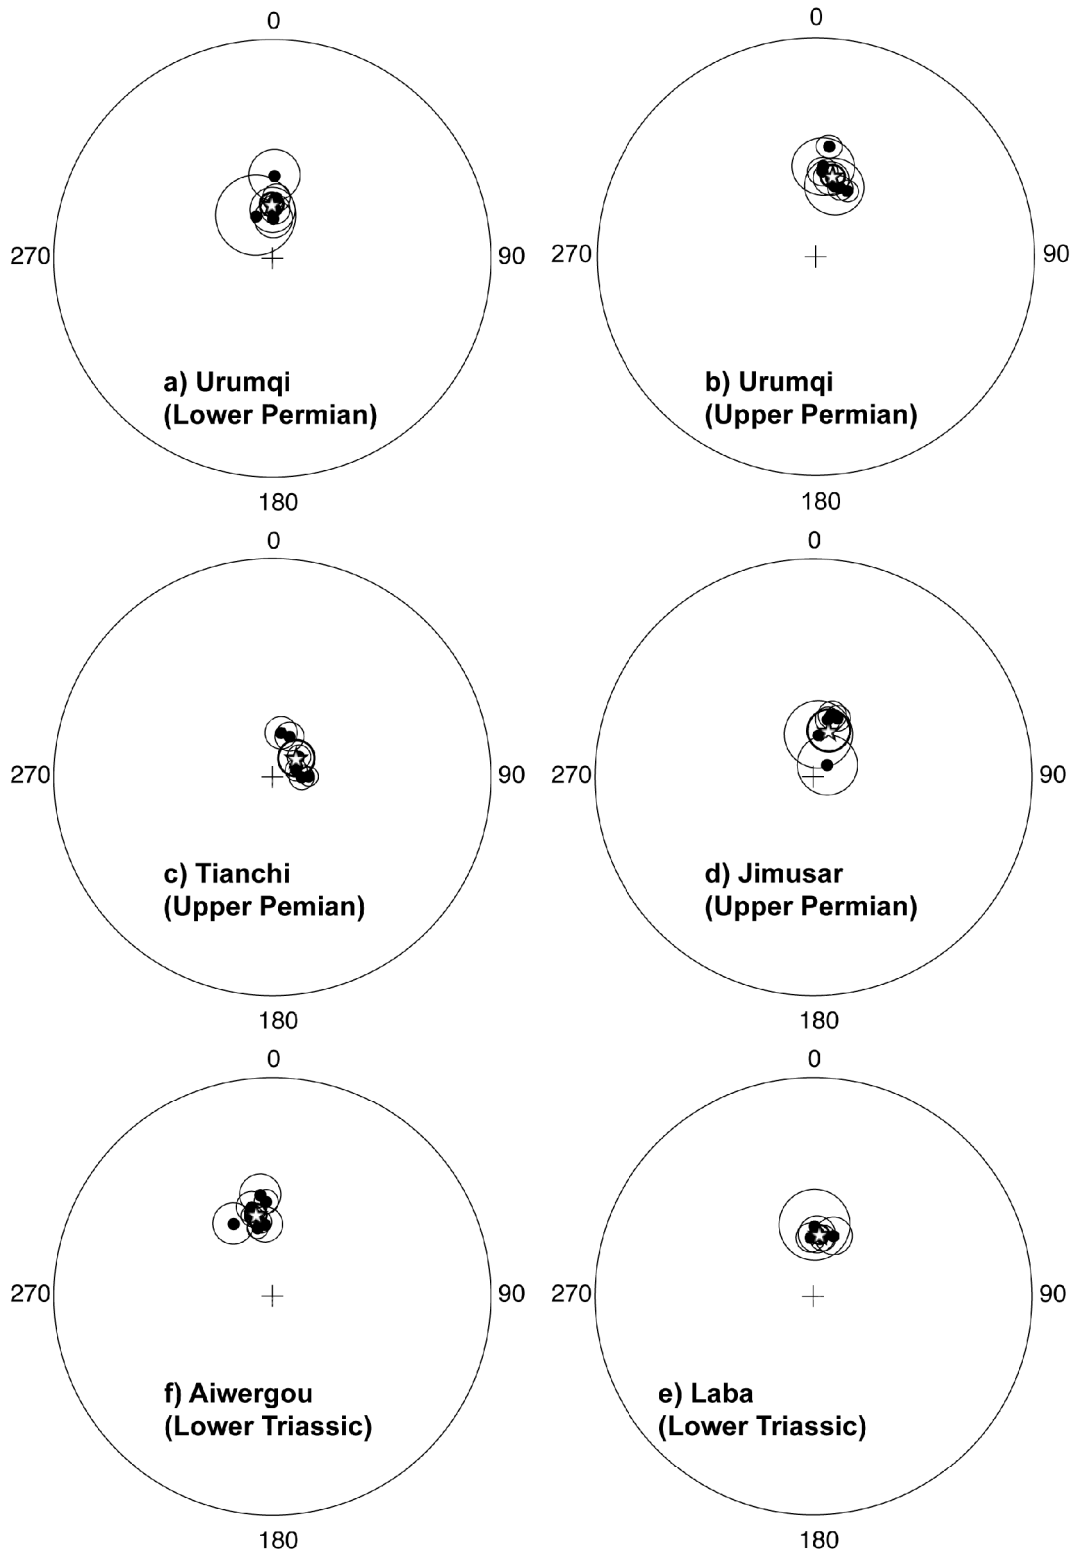 0
0
270
90
270
90
a) Urumqi
(Lower Permian)
b) Urumqi
(Upper Permian)
180
180
0
0
270
90
270
90
c) Tianchi
(Upper Pemian)
d) Jimusar
(Upper Permian)
180
180
0
0
270
90
270
90
f) Aiwergou
(Lower Triassic)
e) Laba
(Lower Triassic)
180
180